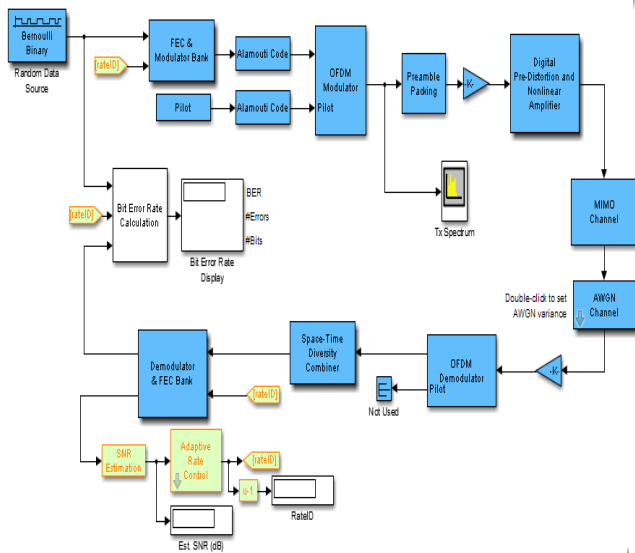 Bernoulli
Binary
Random Data
Source
[rateID]
FEC &
Modulator Bank
Alamouti Code
Pilot
Alamouti Code
OFDM
Modulator
Pilot
Preamble
Packing
-K-
Digital
Pre-Distortion and
Nonlinear
Amplifier
Tx Spectrum
MIMO
Channel
AWGN
Channel
Double-click to set
AWGN variance
[rateID]
Bit Error Rate
Calculation
BER
#Errors
#Bits
Bit Error Rate
Display
Demodulator
& FEC Bank
Space-Time
Diversity
Combiner
OFDM
Demodulator
Pilot
-K-
Not Used
[rateID]
SNR
Estimation
Adaptive
Rate
Control
[rateID]
u-1
RateID
Est. SNR (dB)